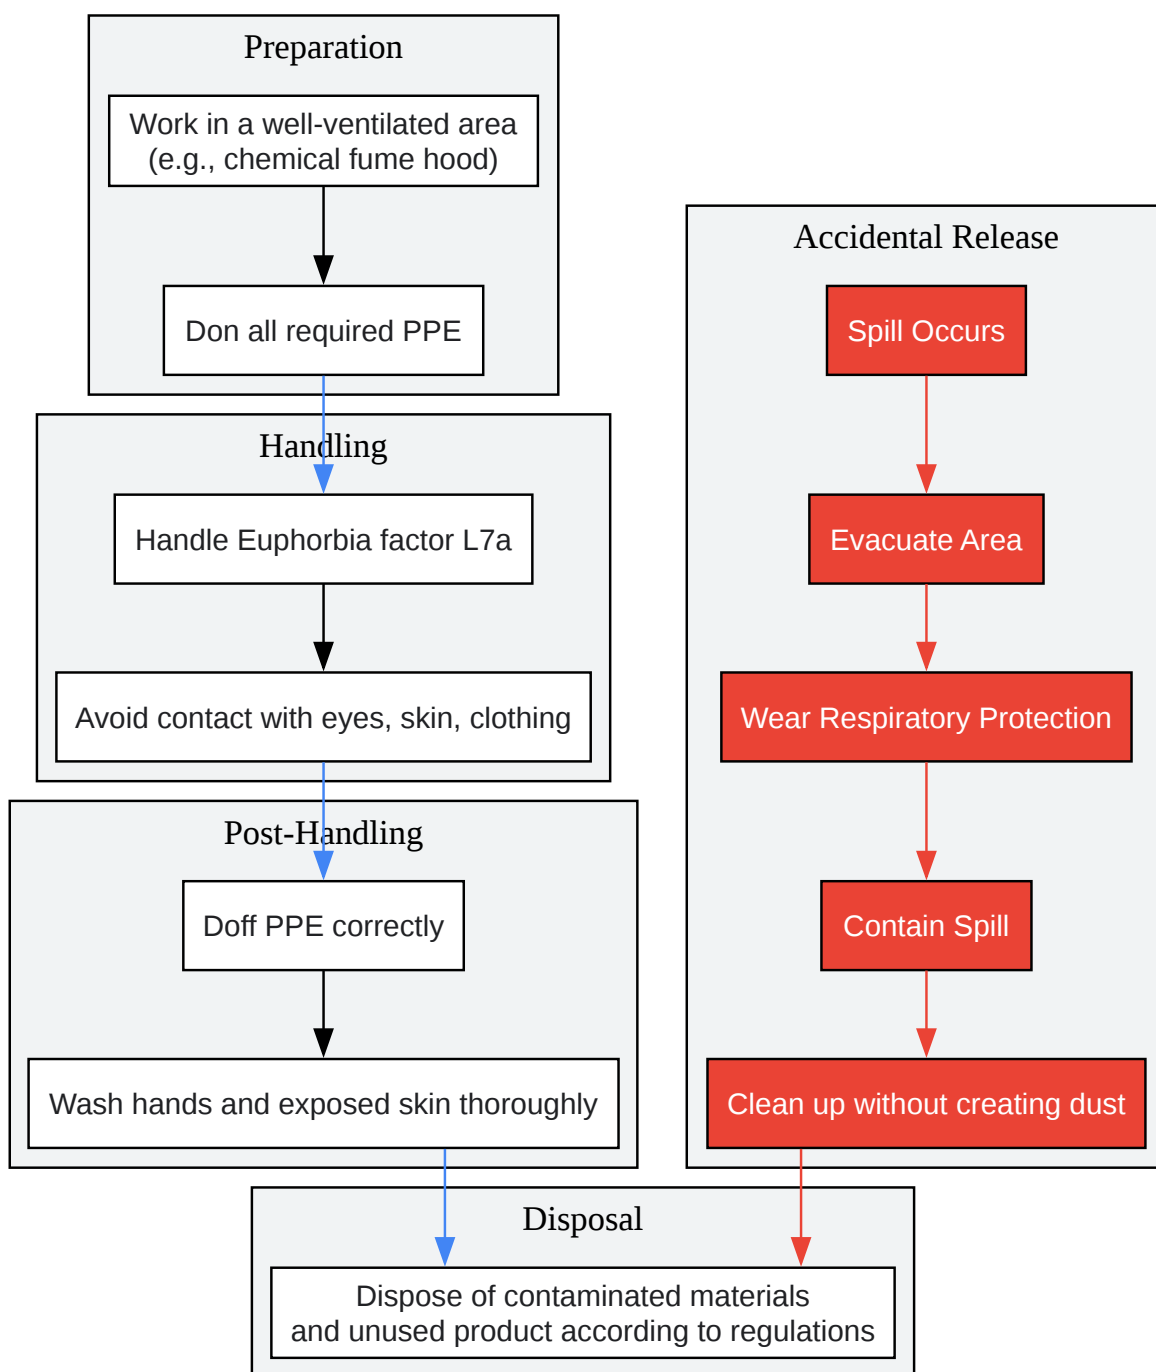 Preparation
Work in a well-ventilated area
(e.g., chemical fume hood)
Don all required PPE
Handling
Handle Euphorbia factor L7a
Avoid contact with eyes, skin, clothing
Post-Handling
Doff PPE correctly
Wash hands and exposed skin thoroughly
Accidental Release
Spill Occurs
Evacuate Area
Wear Respiratory Protection
Contain Spill
Clean up without creating dust
Disposal
Dispose of contaminated materials
and unused product according to regulations